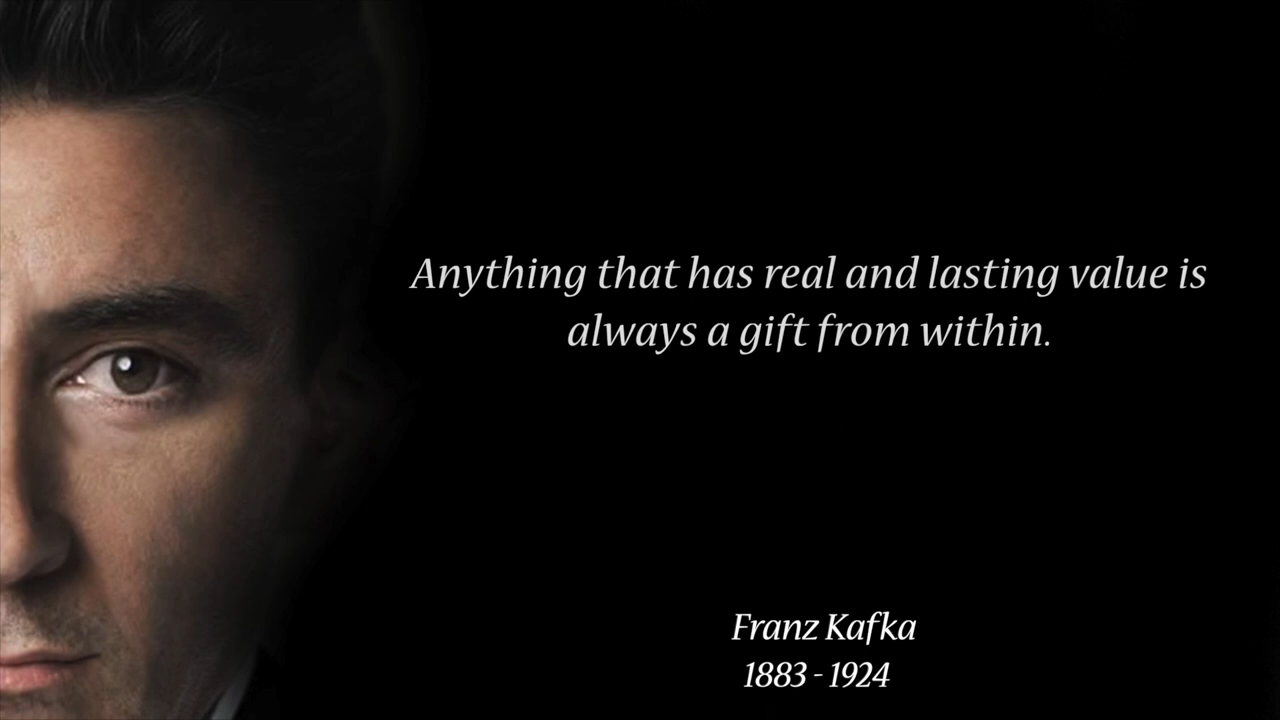 Anything that has real and lasting value is
always a gift from within.
Franz Kafka
1883 - 1924